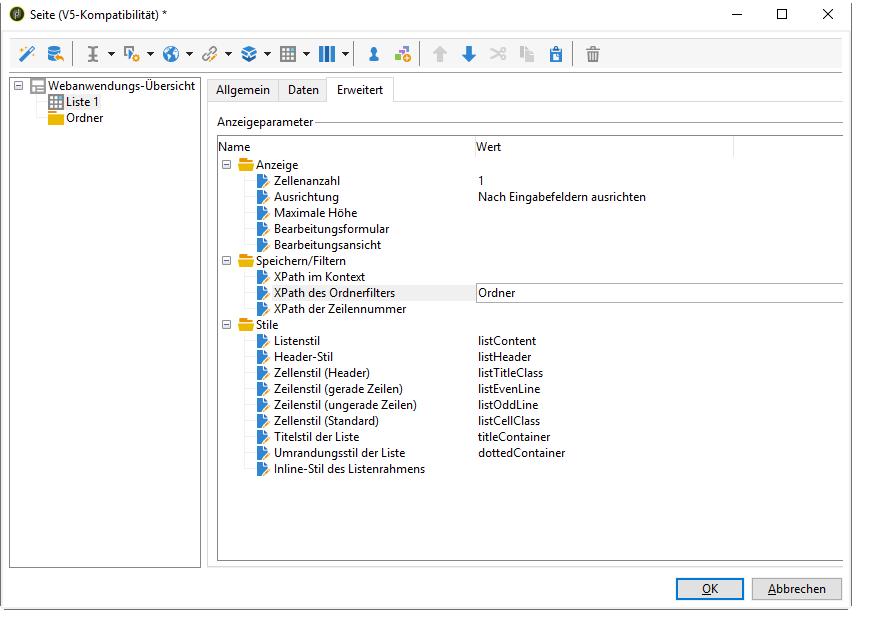 Seite (V5-Kompatibilität) *
Webanwendungs-Übersicht
Liste 1
Ordner
Allgemein Daten Erweitert
Anzeigeparameter
Name Wert
Anzeige
Zellenanzahl 1
Ausrichtung Nach Eingabefeldern ausrichten
Maximale Höhe
Bearbeitungsformular
Bearbeitungsansicht
Speichern/Filtern
XPath im Kontext
XPath des Ordnerfilters Ordner
XPath der Zeilennummer
Stile
Listenstil listContent
Header-Stil listHeader
Zellenstil (Header) listTitleClass
Zeilenstil (gerade Zeilen) listEvenLine
Zeilenstil (ungerade Zeilen) listOddLine
Zellenstil (Standard) listCellClass
Titelstil der Liste titleContainer
Umrandungsstil der Liste dottedContainer
Inline-Stil des Listenrahmens
OK Abbrechen